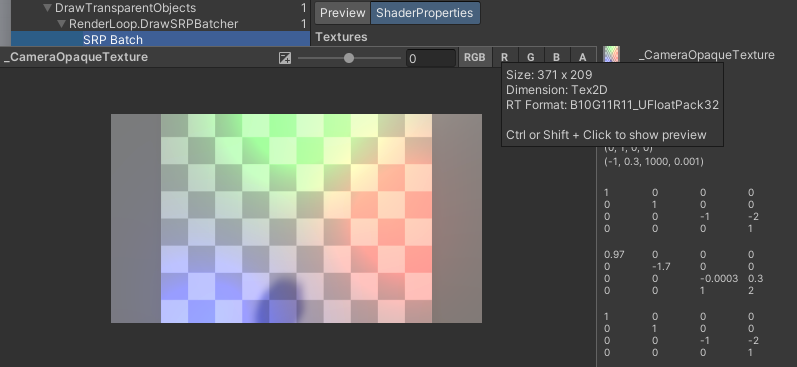 DrawTransparentObjects 1
RenderLoop.DrawSRPBatcher 1
SRP Batch
Preview ShaderProperties
Textures
_CameraOpaqueTexture 0 RGB R G B A
_CameraOpaqueTexture
Size: 371 x 209
Dimension: Tex2D
RT Format: B10G11R11_UFloatPack32
Ctrl or Shift + Click to show preview
(0, 1, 0, 0)
(-1, 0.3, 1000, 0.001)
1 0 0 0
0 1 0 0
0 0 -1 -2
0 0 0 1
0.97 0 0 0
0 -1.7 0 0
0 0 -0.0003 0.3
0 0 1 2
1 0 0 0
0 1 0 0
0 0 -1 -2
0 0 0 1